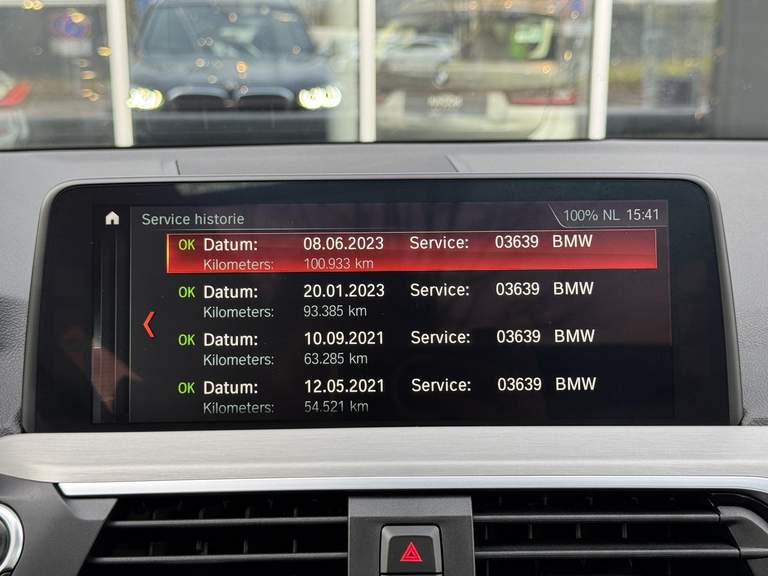 Service historie 100% NL 15:41
OK Datum: 08.06.2023 Service: 03639 BMW
Kilometers: 100.933 km
OK Datum: 20.01.2023 Service: 03639 BMW
Kilometers: 93.385 km
OK Datum: 10.09.2021 Service: 03639 BMW
Kilometers: 63.285 km
OK Datum: 12.05.2021 Service: 03639 BMW
Kilometers: 54.521 km